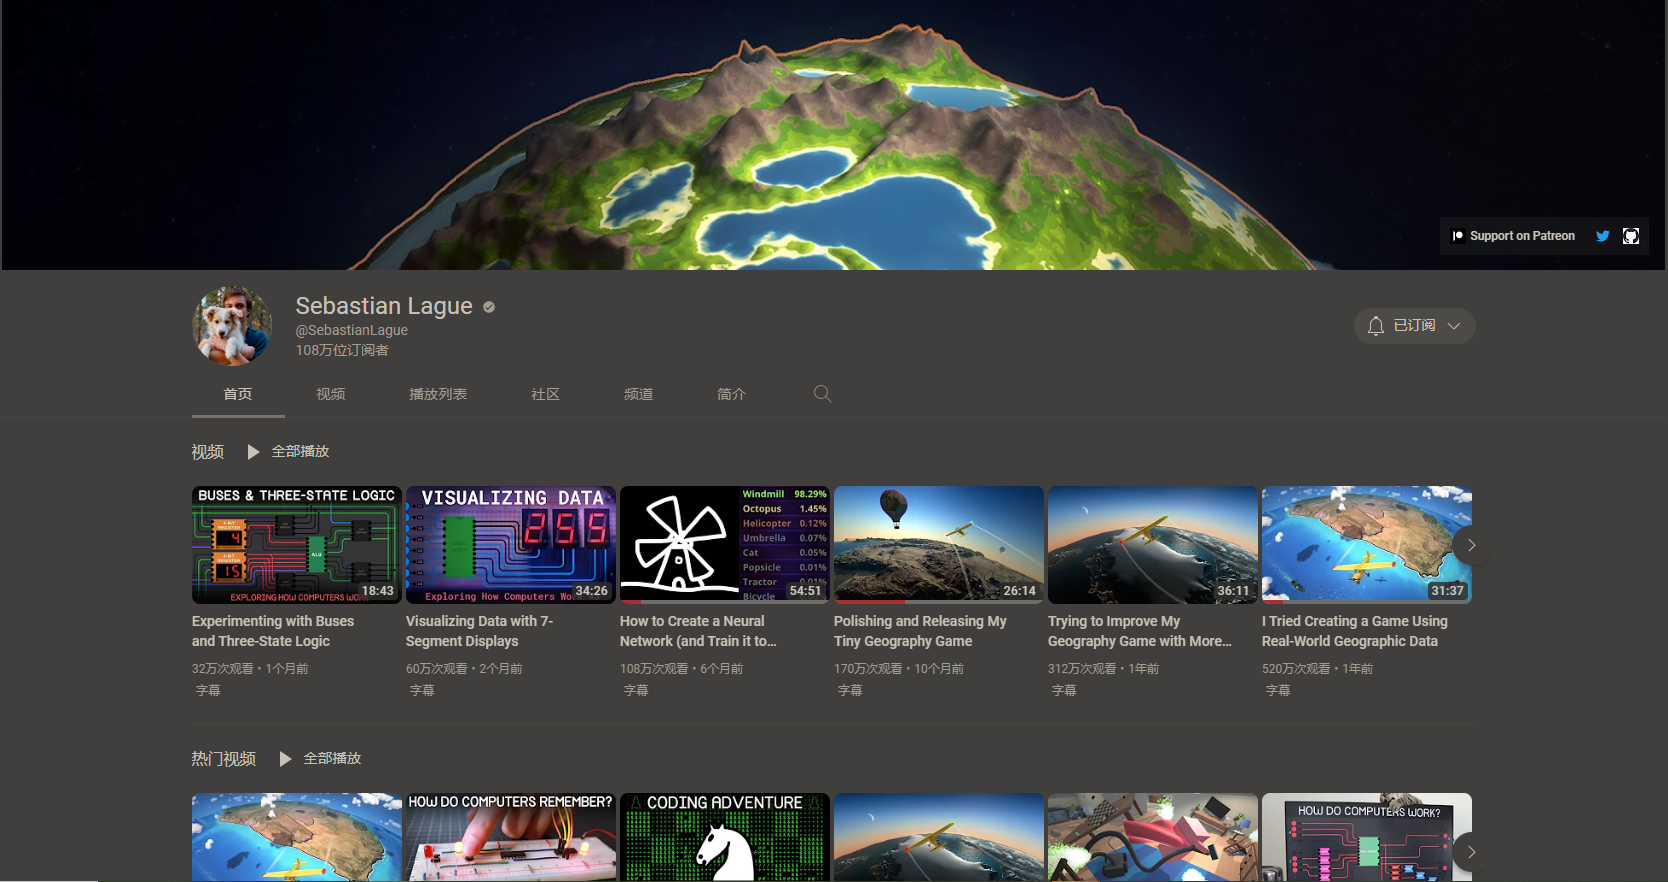 Support on Patreon
Sebastian Lague
@SebastianLague
108万位订阅者
已订阅
首页
视频
播放列表
社区
频道
简介
视频
全部播放
BUSES & THREE-STATE LOGIC
4-BIT
REGISTER
4
4-BIT
REGISTER
15
ALU
EXPLORING HOW COMPUTERS
18:43
VISUALIZING DATA
255
Exploring How Computers
34:26
Windmill 98.29%
Octopus 1.45%
Helicopter 0.12%
Umbrella 0.07%
Cat 0.05%
Popsicle 0.01%
Tractor 0.01%
Bicycle
54:51
26:14
36:11
31:37
Experimenting with Buses
and Three-State Logic
32万次观看 • 1个月前
字幕
Visualizing Data with 7-
Segment Displays
60万次观看 • 2个月前
字幕
How to Create a Neural
Network (and Train it to...
108万次观看 • 6个月前
字幕
Polishing and Releasing My
Tiny Geography Game
170万次观看 • 10个月前
字幕
Trying to Improve My
Geography Game with More...
312万次观看 • 1年前
字幕
I Tried Creating a Game Using
Real-World Geographic Data
520万次观看 • 1年前
字幕
热门视频
全部播放
HOW DO COMPUTERS REMEMBER?
CODING ADVENTURE
HOW DO COMPUTERS WORK?